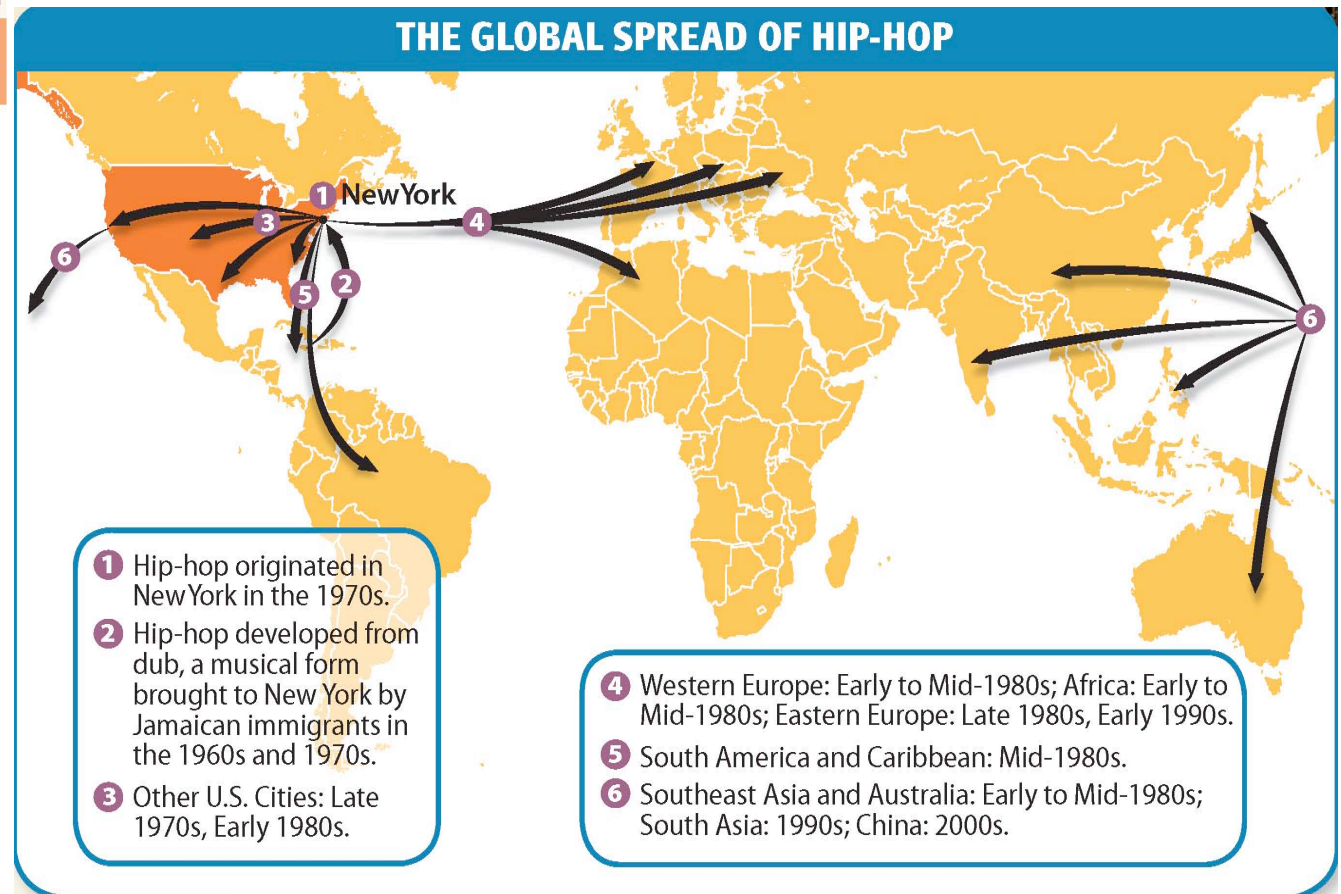 THE GLOBAL SPREAD OF HIP-HOP
1 New York
3
4
6
2
5
6
1 Hip-hop originated in
New York in the 1970s.
2 Hip-hop developed from
dub, a musical form
brought to New York by
Jamaican immigrants in
the 1960s and 1970s.
3 Other U.S. Cities: Late
1970s, Early 1980s.
4 Western Europe: Early to Mid-1980s; Africa: Early to
Mid-1980s; Eastern Europe: Late 1980s, Early 1990s.
5 South America and Caribbean: Mid-1980s.
6 Southeast Asia and Australia: Early to Mid-1980s;
South Asia: 1990s; China: 2000s.